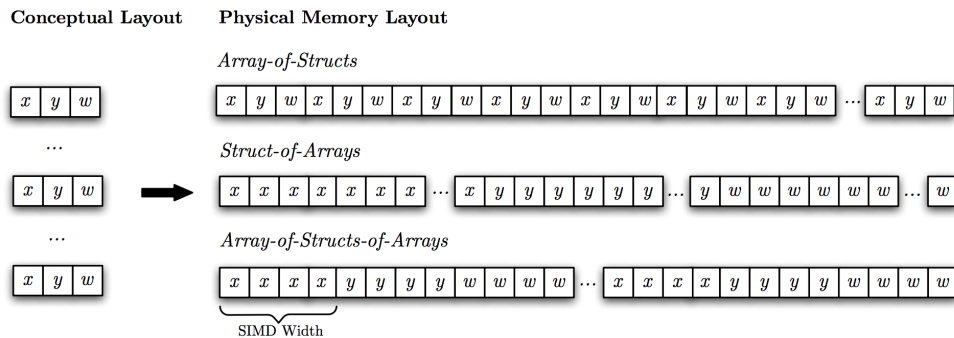 Conceptual Layout Physical Memory Layout
Array-of-Structs
x y w x y w x y w x y w x y w x y w x y w x y w ... x y w
...
Struct-of-Arrays
x y w x x x x x x x ... x y y y y y y ... y w w w w w w ... w
...
Array-of-Structs-of-Arrays
x y w x x x x y y y y w w w w ... x x x x y y y y w w w w
SIMD Width